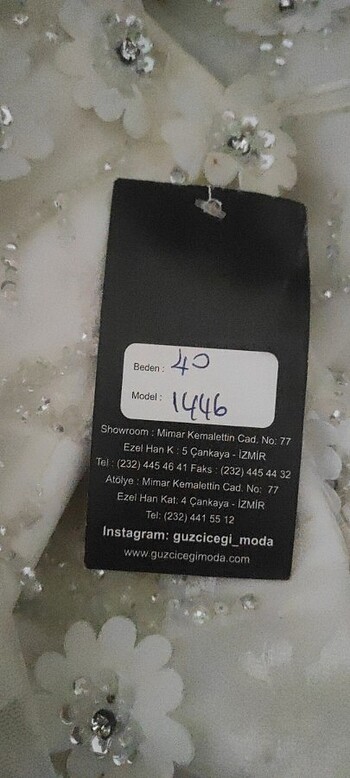 Beden : 40
Model : 1446
Showroom : Mimar Kemalettin Cad. No: 77
Ezel Han K : 5 Çankaya - İZMİR
Tel : (232) 445 46 41 Faks : (232) 445 44 32
Atölye : Mimar Kemalettin Cad. No: 77
Ezel Han Kat: 4 Çankaya - İZMİR
Tel: (232) 441 55 12
Instagram: guzcicegi_moda
www.guzcicegimoda.com